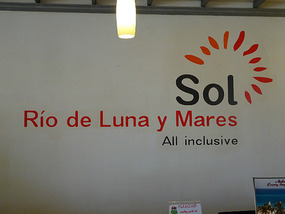 Sol
Río de Luna y Mares
All inclusive